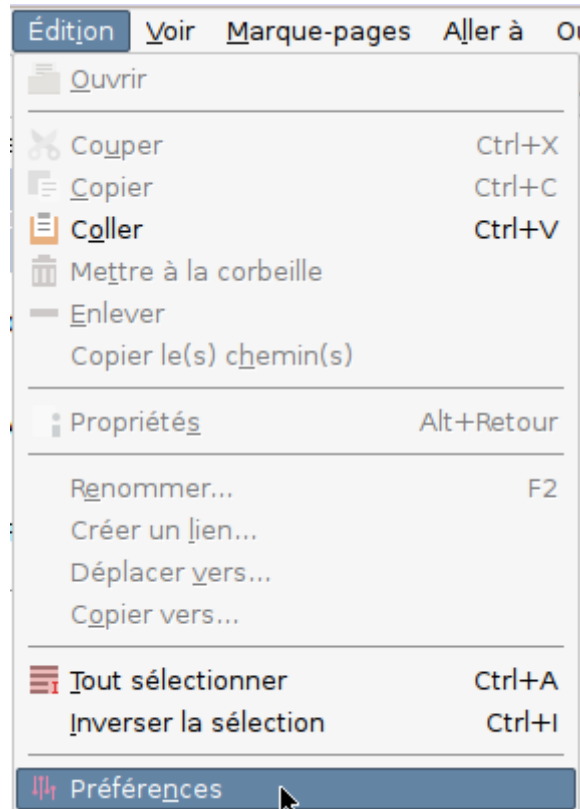 Édition Voir Marque-pages Aller à
Ouvrir
Couper Ctrl+X
Copier Ctrl+C
Coller Ctrl+V
Mettre à la corbeille
Enlever
Copier le(s) chemin(s)
Propriétés Alt+Retour
Renommer... F2
Créer un lien...
Déplacer vers...
Copier vers...
Tout sélectionner Ctrl+A
Inverser la sélection Ctrl+I
Préférences